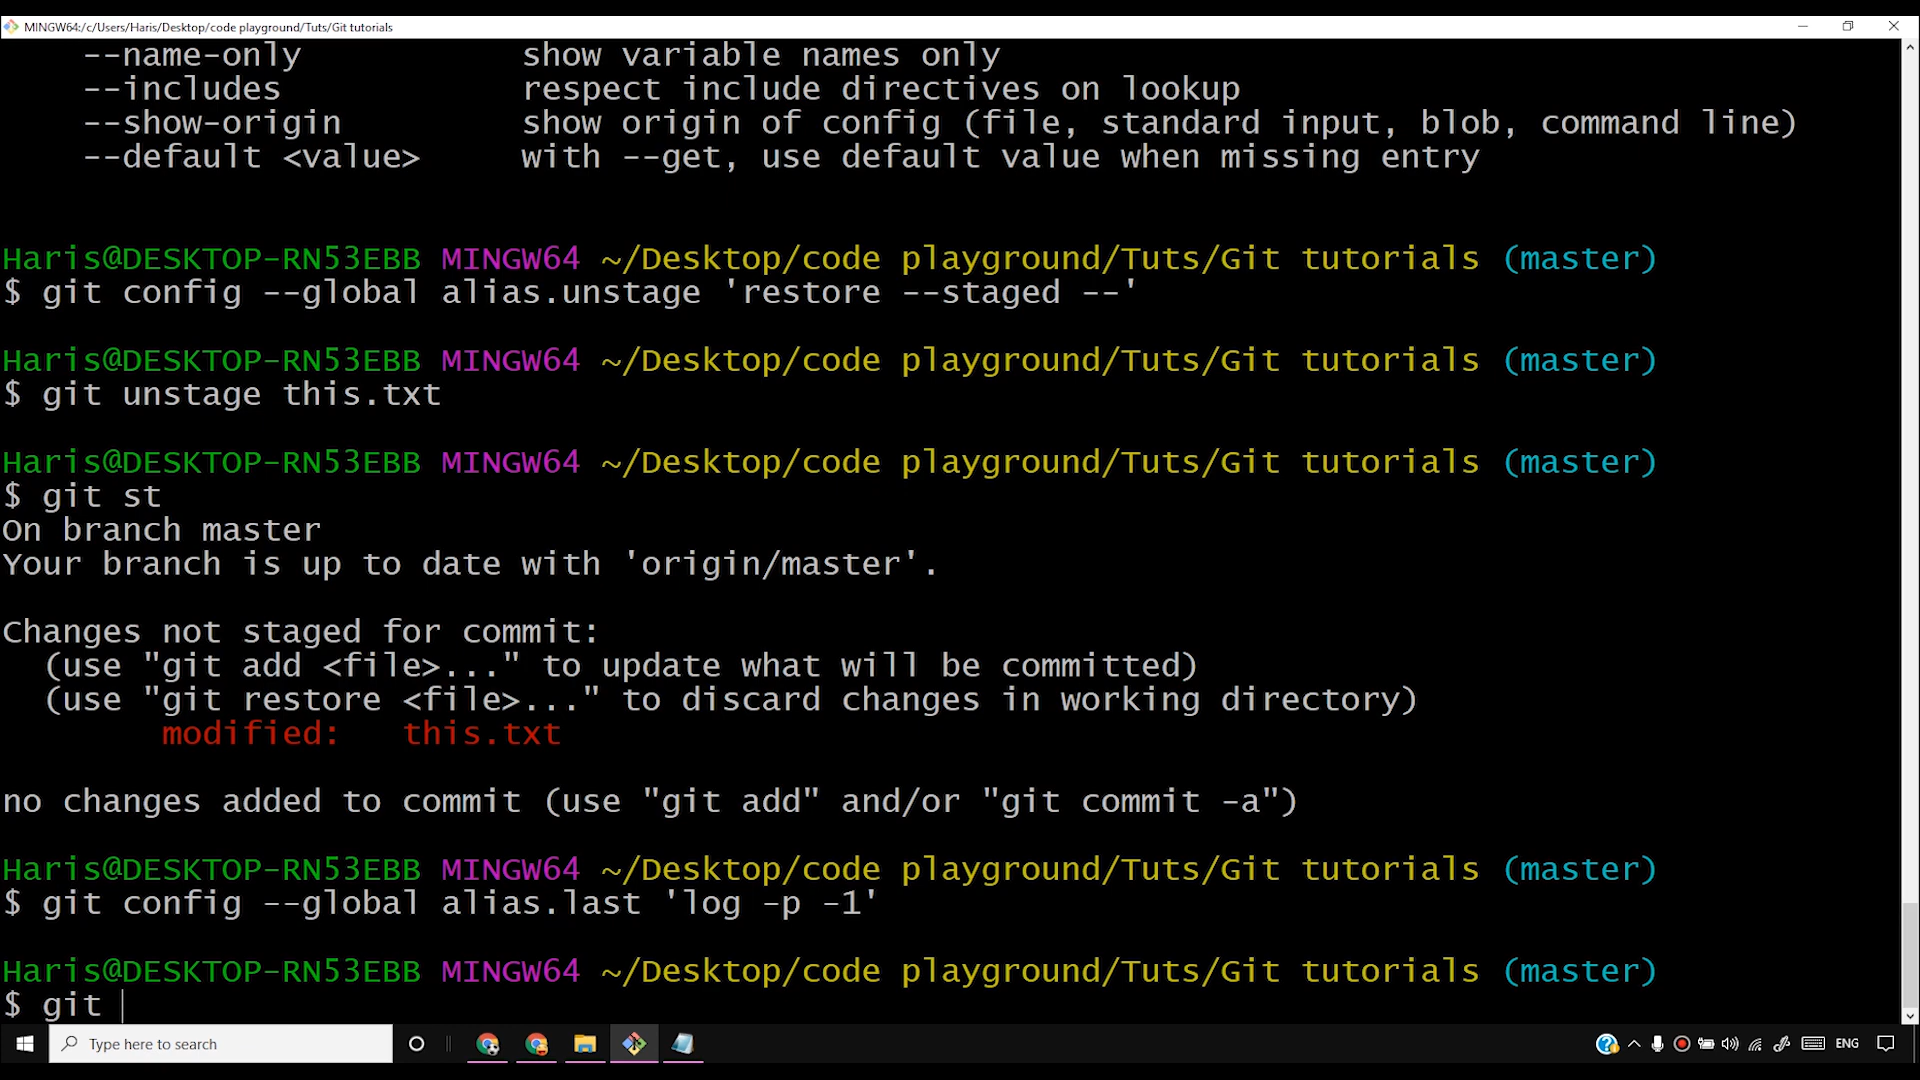 MINGW64:/c/Users/Haris/Desktop/code playground/Tuts/Git tutorials
--name-only show variable names only
--includes respect include directives on lookup
--show-origin show origin of config (file, standard input, blob, command line)
--default <value> with --get, use default value when missing entry
Haris@DESKTOP-RN53EBB MINGW64 ~/Desktop/code playground/Tuts/Git tutorials (master)
$ git config --global alias.unstage 'restore --staged --'
Haris@DESKTOP-RN53EBB MINGW64 ~/Desktop/code playground/Tuts/Git tutorials (master)
$ git unstage this.txt
Haris@DESKTOP-RN53EBB MINGW64 ~/Desktop/code playground/Tuts/Git tutorials (master)
$ git st
On branch master
Your branch is up to date with 'origin/master'.
Changes not staged for commit:
(use "git add <file>..." to update what will be committed)
(use "git restore <file>..." to discard changes in working directory)
modified: this.txt
no changes added to commit (use "git add" and/or "git commit -a")
Haris@DESKTOP-RN53EBB MINGW64 ~/Desktop/code playground/Tuts/Git tutorials (master)
$ git config --global alias.last 'log -p -1'
Haris@DESKTOP-RN53EBB MINGW64 ~/Desktop/code playground/Tuts/Git tutorials (master)
$ git
Type here to search
ENG